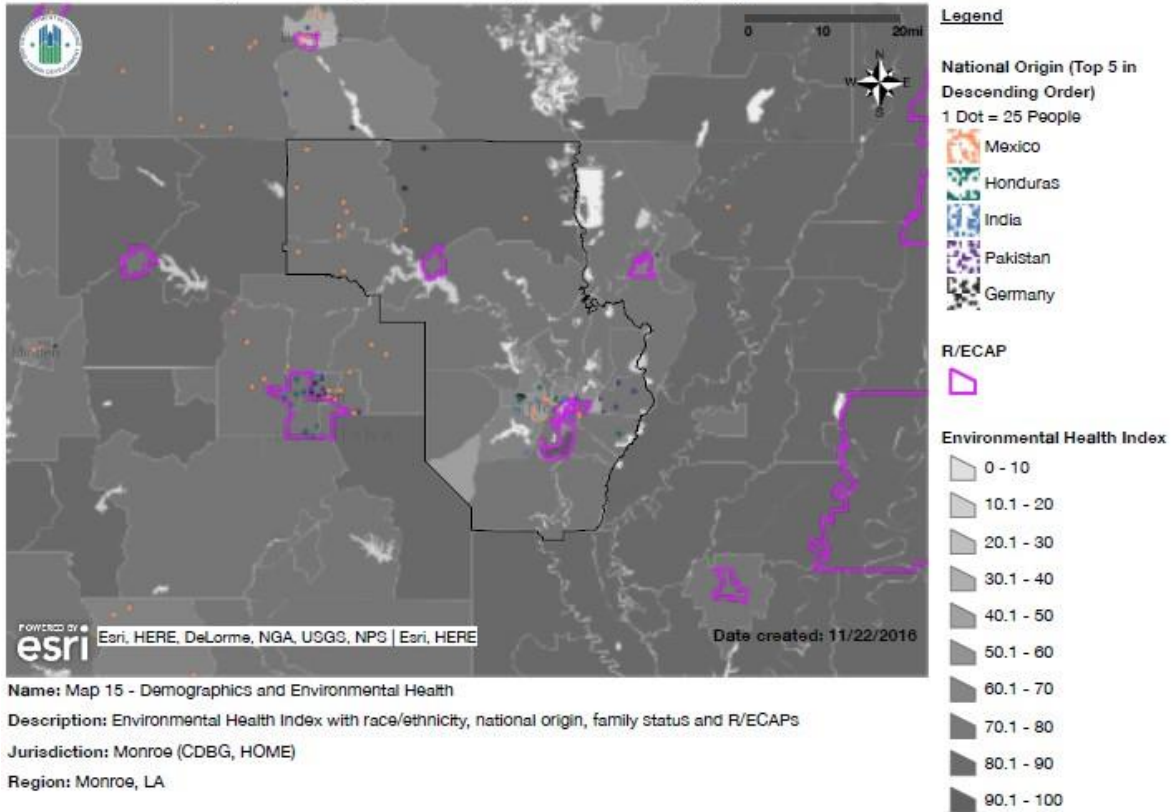 0 10 20mi
N
W E
S
Minden
POWERED BY
esri
Esri, HERE, DeLorme, NGA, USGS, NPS | Esri, HERE
Date created: 11/22/2016
Name: Map 15 - Demographics and Environmental Health
Description: Environmental Health Index with race/ethnicity, national origin, family status and R/ECAPs
Jurisdiction: Monroe (CDBG, HOME)
Region: Monroe, LA
Legend
National Origin (Top 5 in
Descending Order)
1 Dot = 25 People
Mexico
Honduras
India
Pakistan
Germany
R/ECAP
Environmental Health Index
0 - 10
10.1 - 20
20.1 - 30
30.1 - 40
40.1 - 50
50.1 - 60
60.1 - 70
70.1 - 80
80.1 - 90
90.1 - 100